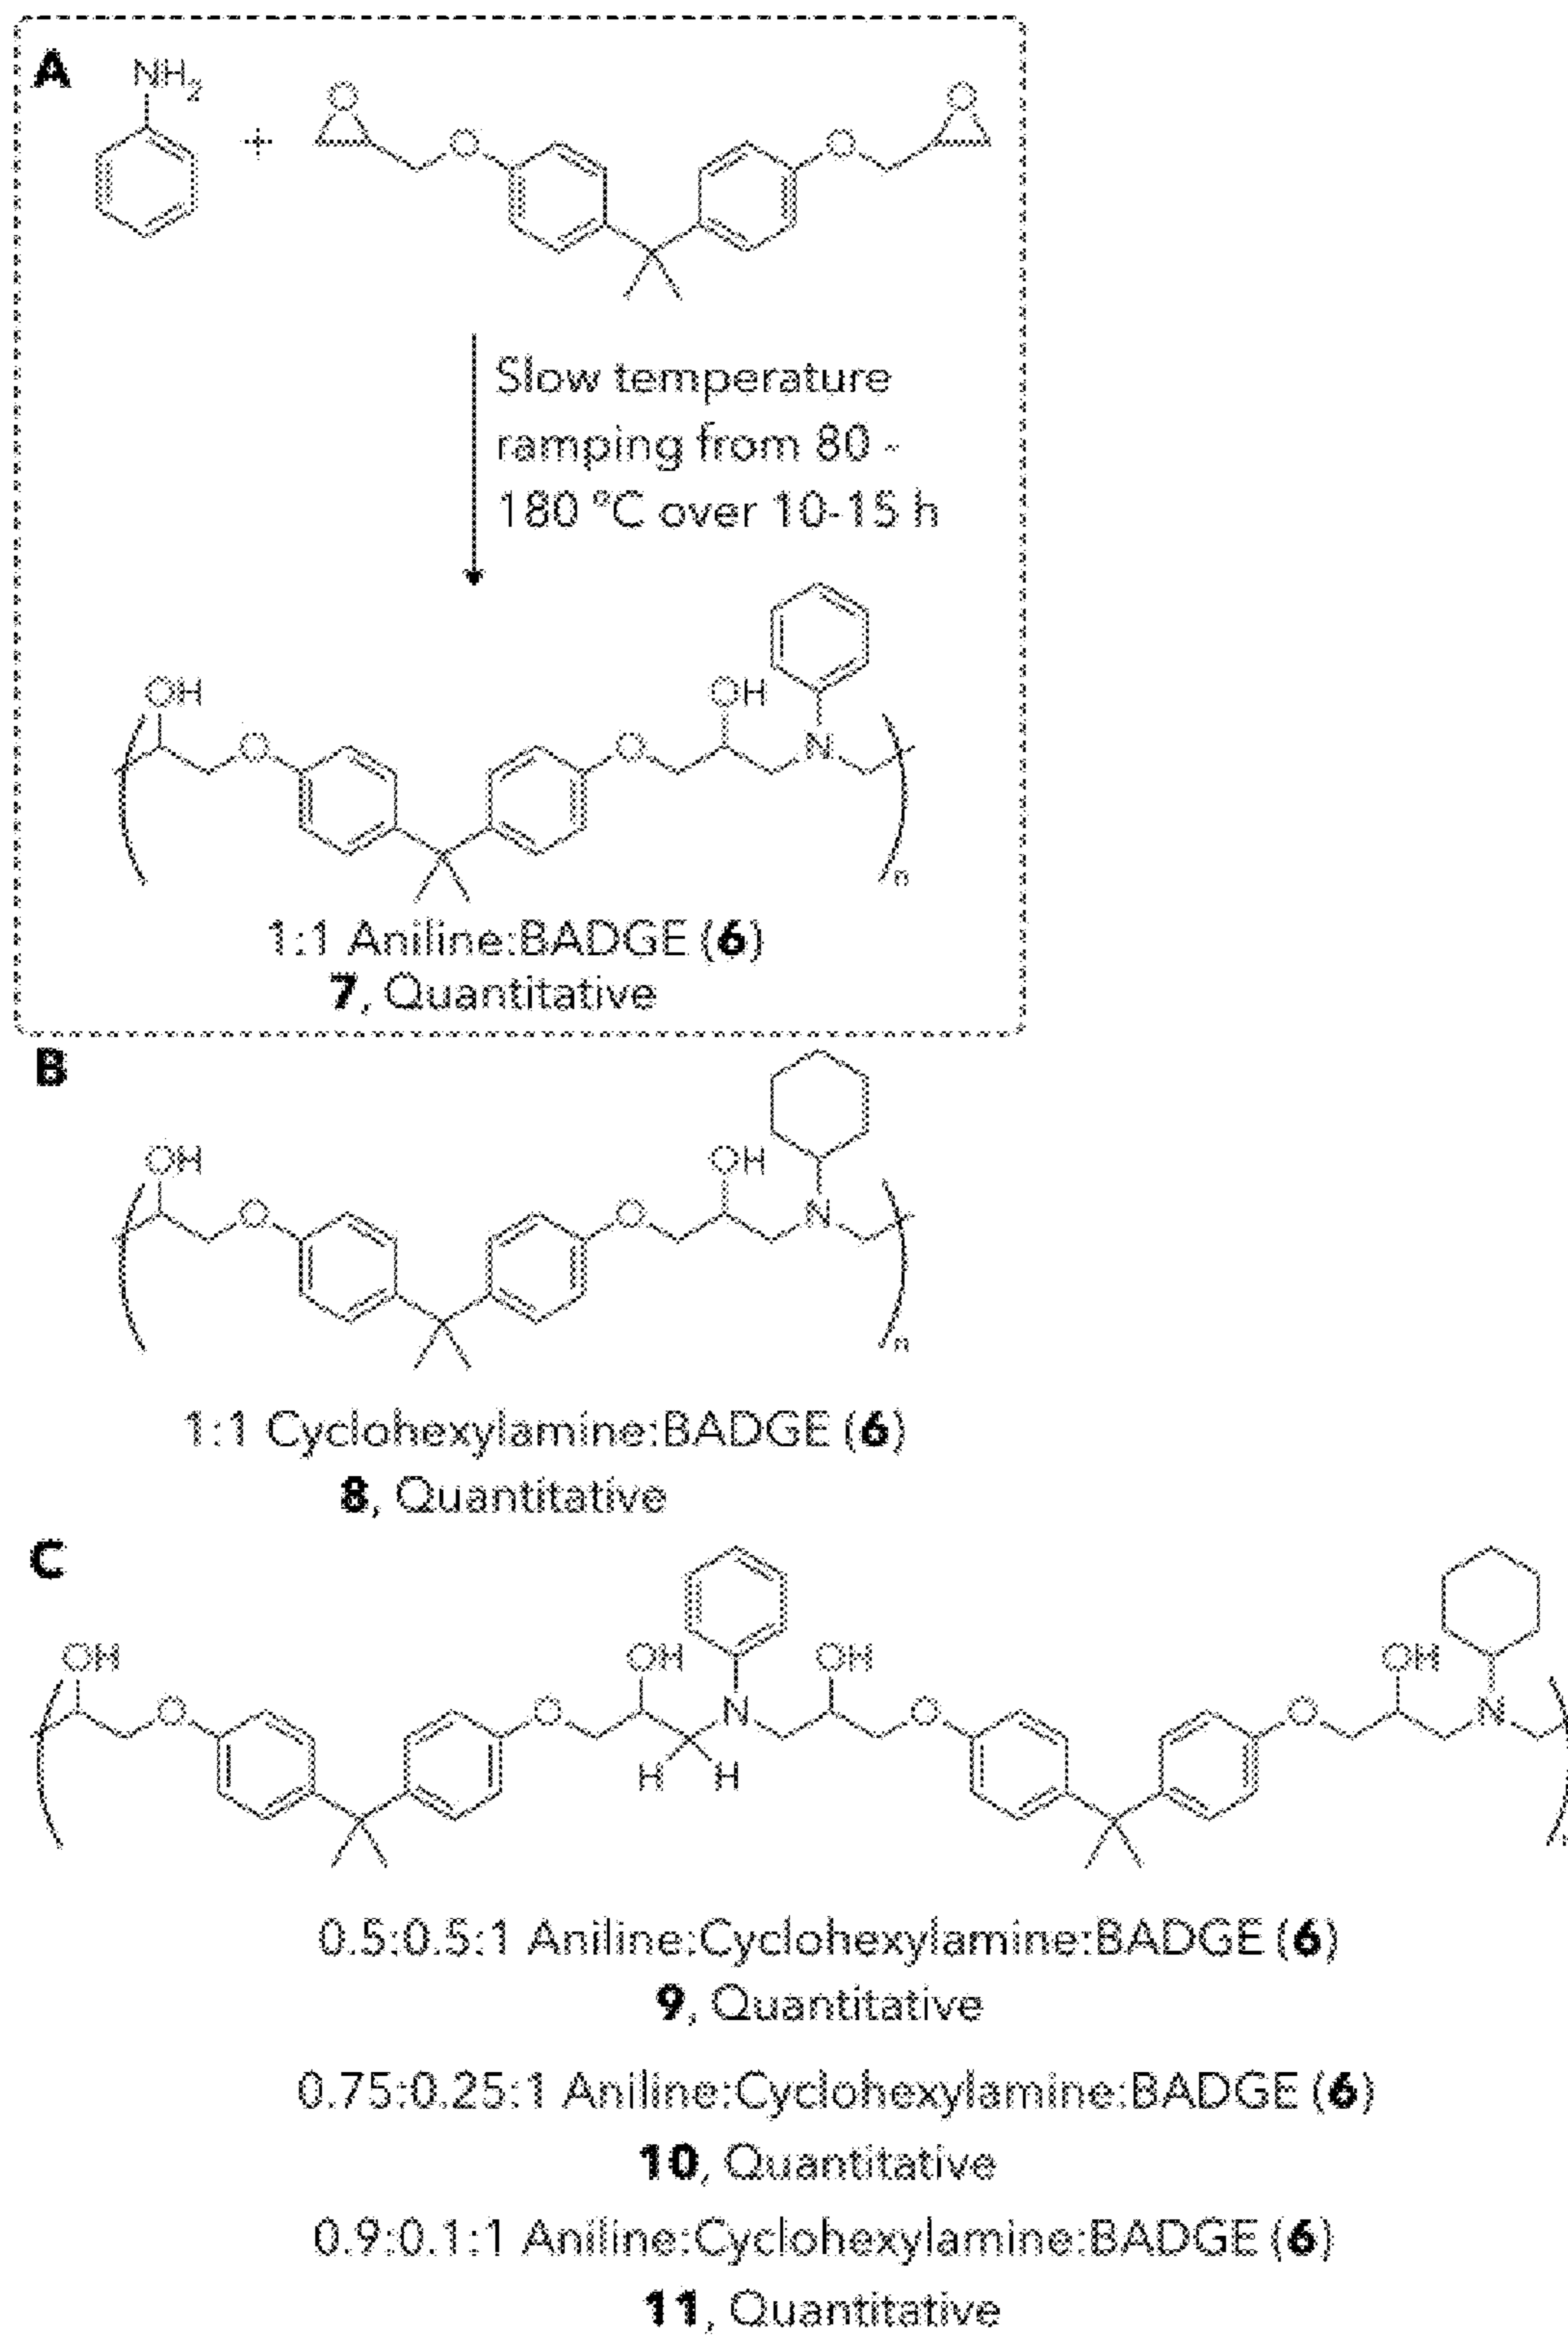 A
NH2
O
O
+
O
O
Slow temperature
ramping from 80 -
180 ºC over 10-15 h
OH
OH
O
O
N
n
1:1 Aniline:BADGE (6)
7, Quantitative
B
OH
OH
O
O
N
n
1:1 Cyclohexylamine:BADGE (6)
8, Quantitative
C
OH
OH
OH
OH
O
O
N
O
O
N
H
H
0.5:0.5:1 Aniline:Cyclohexylamine:BADGE (6)
9, Quantitative
0.75:0.25:1 Aniline:Cyclohexylamine:BADGE (6)
10, Quantitative
0.9:0.1:1 Aniline:Cyclohexylamine:BADGE (6)
11, Quantitative